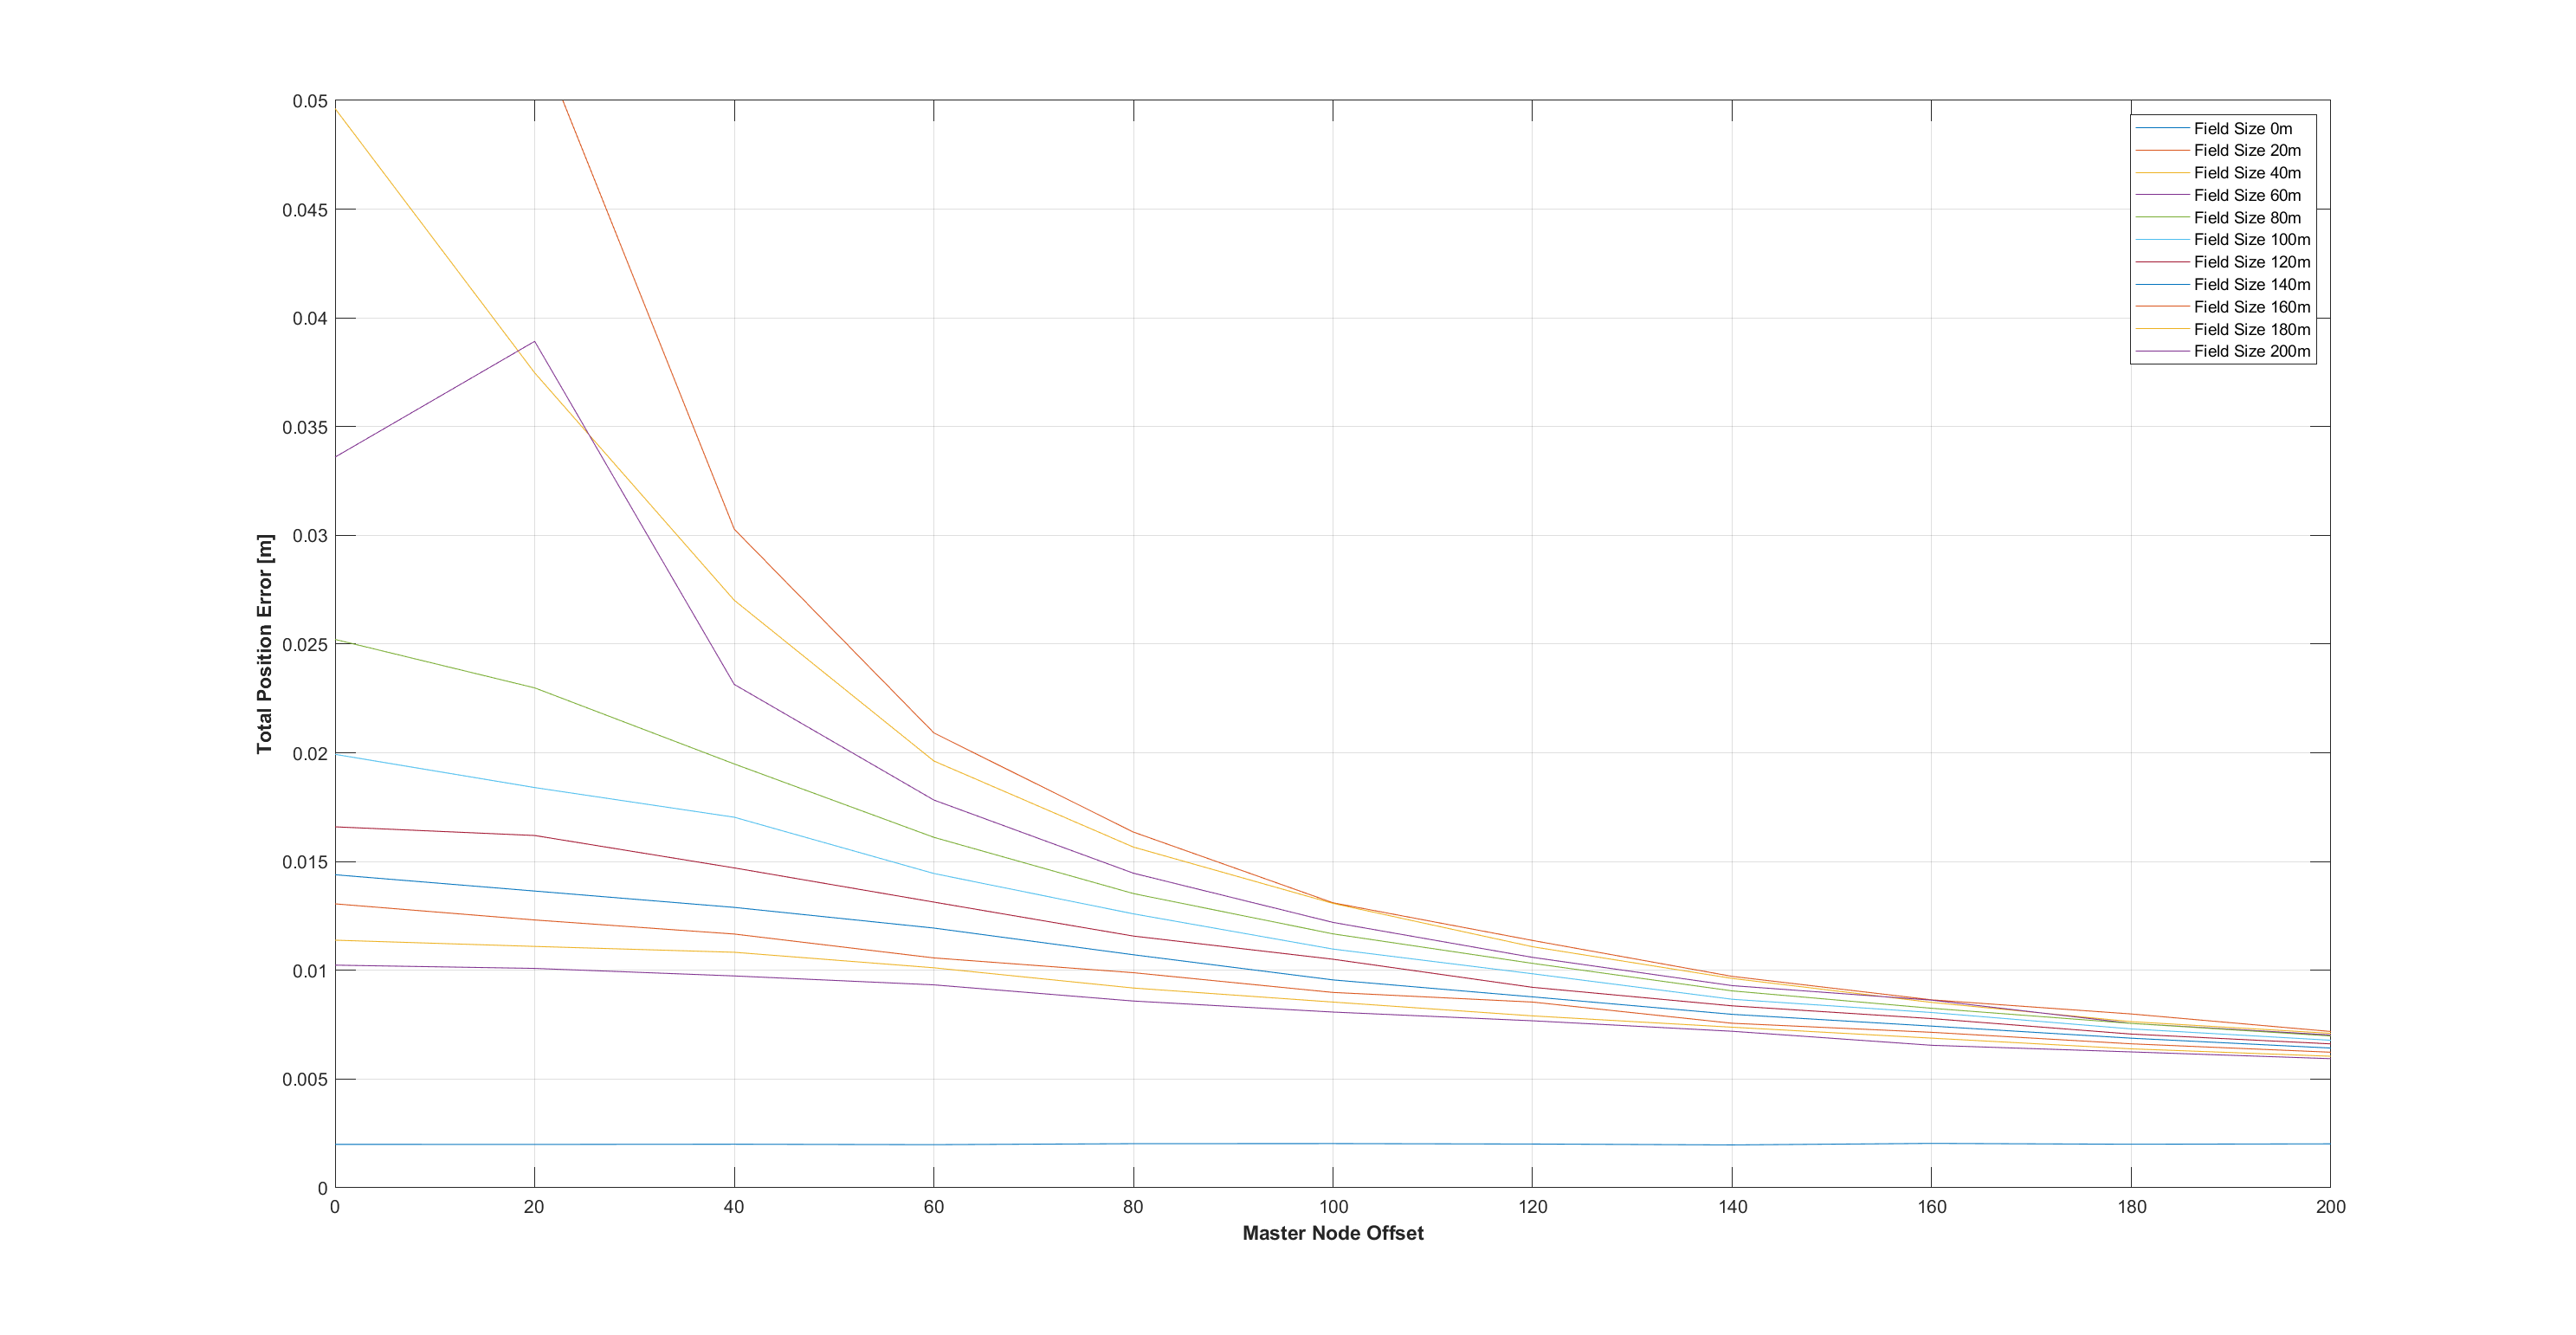 0.05
0.045
0.04
0.035
0.03
0.025
0.02
0.015
0.01
0.005
0
Total Position Error [m]
Field Size 0m
Field Size 20m
Field Size 40m
Field Size 60m
Field Size 80m
Field Size 100m
Field Size 120m
Field Size 140m
Field Size 160m
Field Size 180m
Field Size 200m
0 20 40 60 80 100 120 140 160 180 200
Master Node Offset